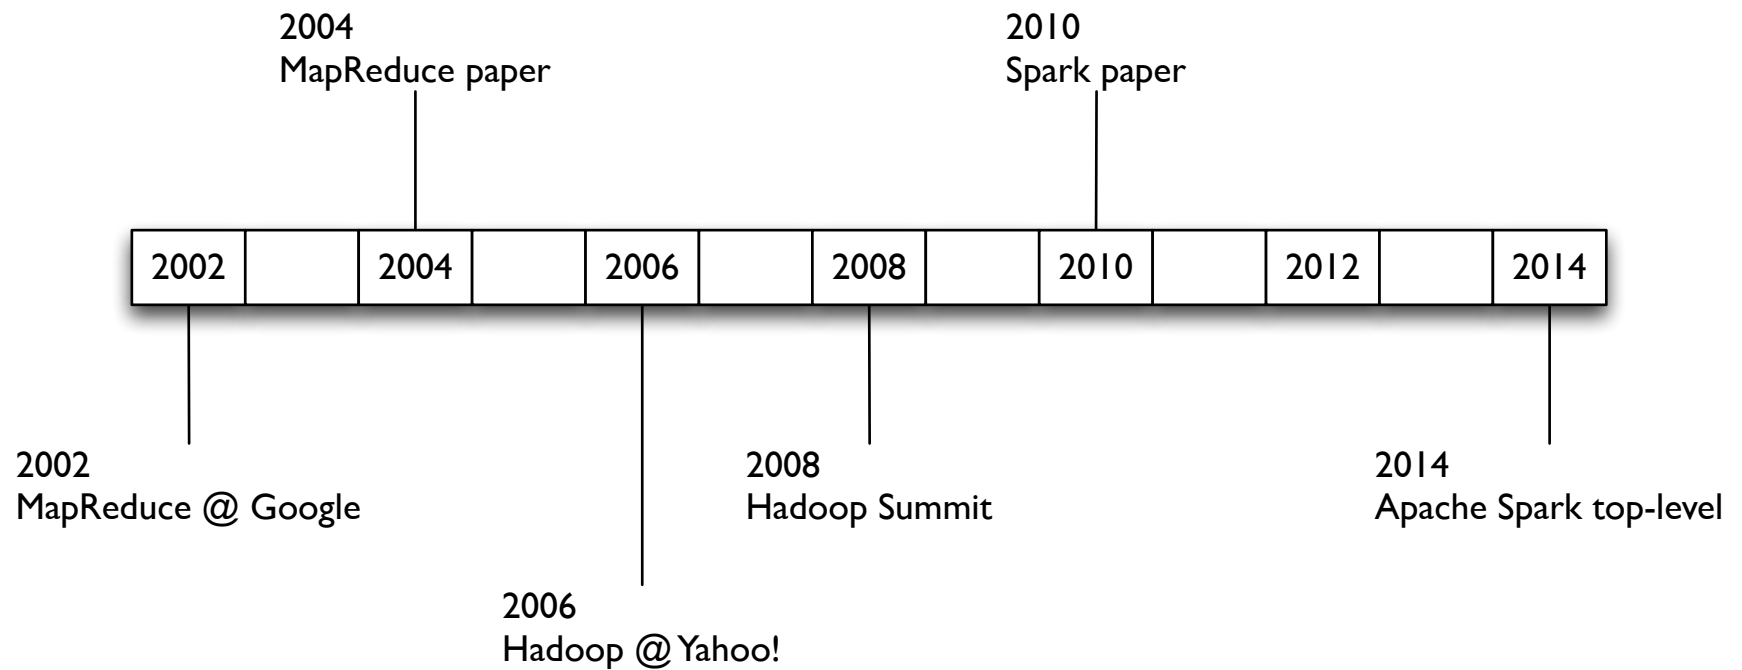 2004
MapReduce paper
2010
Spark paper
2002
2004
2006
2008
2010
2012
2014
2002
MapReduce @ Google
2008
Hadoop Summit
2014
Apache Spark top-level
2006
Hadoop @ Yahoo!